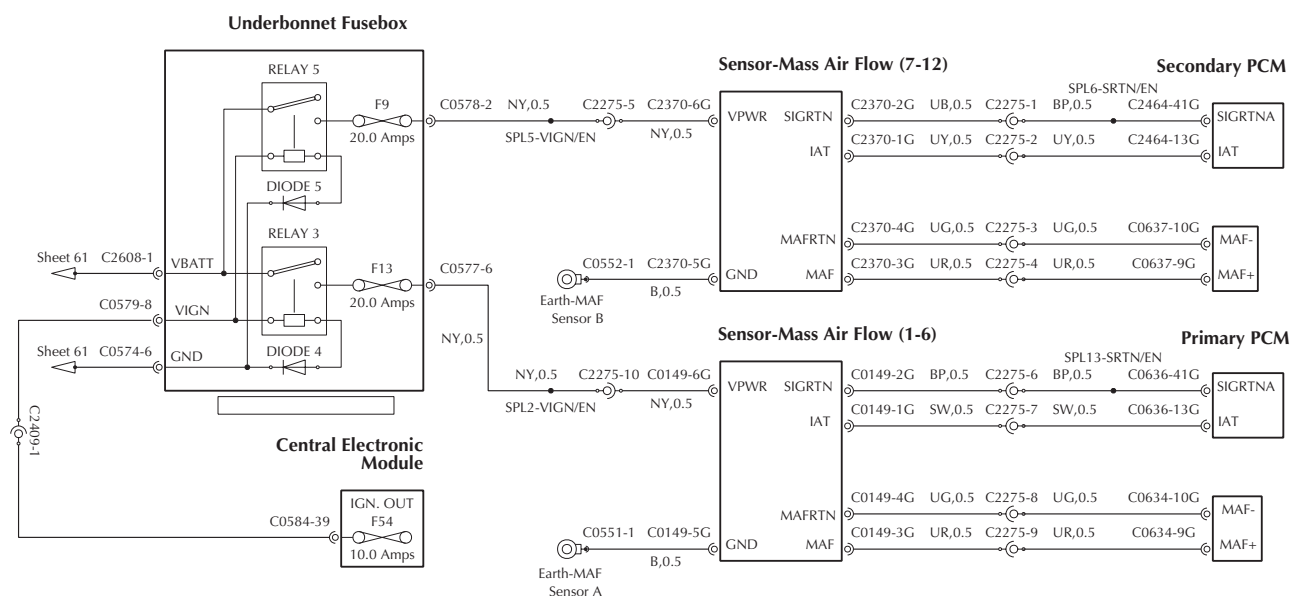 Underbonnet Fusebox
RELAY 5
F9
20.0 Amps
DIODE 5
RELAY 3
F13
20.0 Amps
DIODE 4
VBATT
VIGN
GND
Sheet 61 C2608-1
C0579-8
Sheet 61 C0574-6
C2409-1
Central Electronic
Module
IGN. OUT
F54
10.0 Amps
C0584-39
C0578-2 NY,0.5 C2275-5 C2370-6G
SPL5-VIGN/EN NY,0.5
C0577-6
NY,0.5
NY,0.5 C2275-10 C0149-6G
SPL2-VIGN/EN NY,0.5
Sensor-Mass Air Flow (7-12)
VPWR SIGRTN
IAT
MAFRTN
GND MAF
C0552-1 C2370-5G
B,0.5
Earth-MAF
Sensor B
Secondary PCM
SPL6-SRTN/EN
C2370-2G UB,0.5 C2275-1 BP,0.5 C2464-41G SIGRTNA
C2370-1G UY,0.5 C2275-2 UY,0.5 C2464-13G IAT
C2370-4G UG,0.5 C2275-3 UG,0.5 C0637-10G MAF-
C2370-3G UR,0.5 C2275-4 UR,0.5 C0637-9G MAF+
Sensor-Mass Air Flow (1-6)
VPWR SIGRTN
IAT
MAFRTN
GND MAF
C0551-1 C0149-5G
B,0.5
Earth-MAF
Sensor A
Primary PCM
SPL13-SRTN/EN
C0149-2G BP,0.5 C2275-6 BP,0.5 C0636-41G SIGRTNA
C0149-1G SW,0.5 C2275-7 SW,0.5 C0636-13G IAT
C0149-4G UG,0.5 C2275-8 UG,0.5 C0634-10G MAF-
C0149-3G UR,0.5 C2275-9 UR,0.5 C0634-9G MAF+